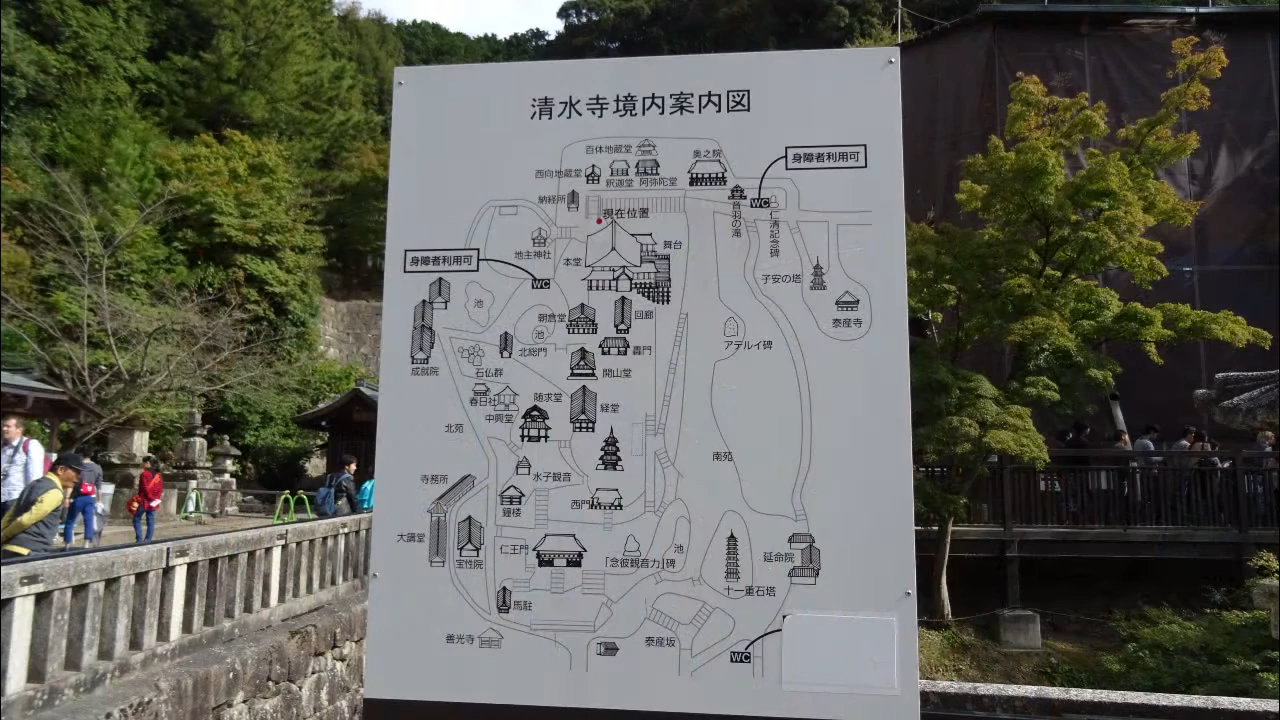 清水寺境内案内図
百体地蔵堂
奥之院
身障者利用可
西向地蔵堂
釈迦堂
阿弥陀堂
納経所
音羽の滝
WC
仁清記念碑
現在位置
地主神社
本堂
舞台
身障者利用可
WC
子安の塔
泰産寺
池
朝倉堂
回廊
池
アテルイ碑
北総門
轟門
成就院
石仏群
開山堂
春日社
中興堂
随求堂
経堂
北苑
南苑
寺務所
水子観音
鐘楼
西門
大講堂
宝性院
仁王門
「念彼観音力」碑
池
延命院
十一重石塔
馬駐
善光寺
泰産坂
WC